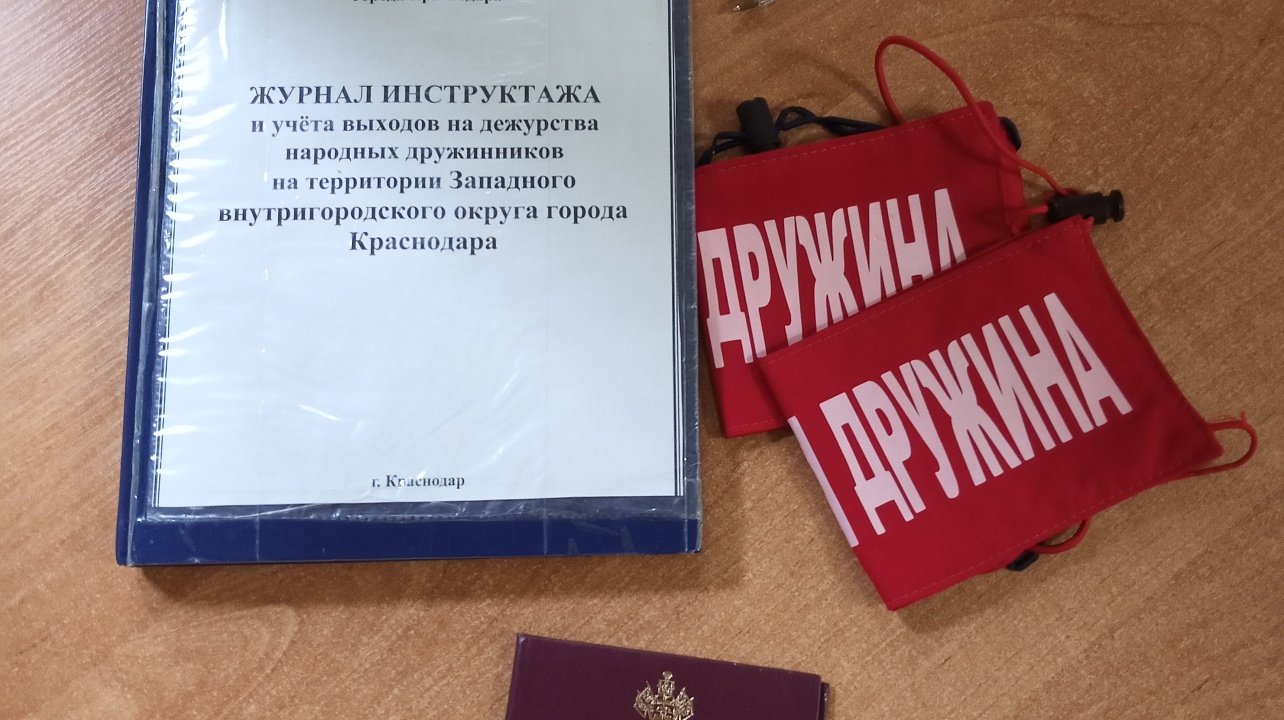 ЖУРНАЛ ИНСТРУКТАЖА
и учёта выходов на дежурства
народных дружинников
на территории Западного
внутригородского округа города
Краснодара
г. Краснодар
ДРУЖИНА
ДРУЖИНА